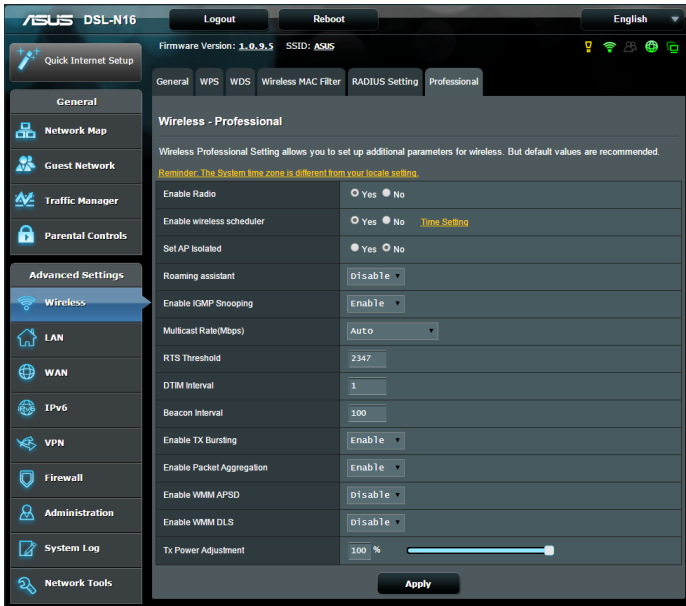 ASUS DSL-N16
Logout
Reboot
English
Quick Internet Setup
Firmware Version: 1.0.9.5 SSID: ASUS
General
WPS
WDS
Wireless MAC Filter
RADIUS Setting
Professional
General
Network Map
Guest Network
Traffic Manager
Parental Controls
Advanced Settings
Wireless
LAN
WAN
IPv6
IPv6
VPN
Firewall
Administration
System Log
Network Tools
Wireless - Professional
Wireless Professional Setting allows you to set up additional parameters for wireless. But default values are recommended.
Reminder: The System time zone is different from your locale setting.
Enable Radio Yes No
Enable wireless scheduler Yes No Time Setting
Set AP Isolated Yes No
Roaming assistant Disable
Enable IGMP Snooping Enable
Multicast Rate(Mbps) Auto
RTS Threshold 2347
DTIM Interval 1
Beacon Interval 100
Enable TX Bursting Enable
Enable Packet Aggregation Enable
Enable WMM APSD Disable
Enable WMM DLS Disable
Tx Power Adjustment 100 %
Apply